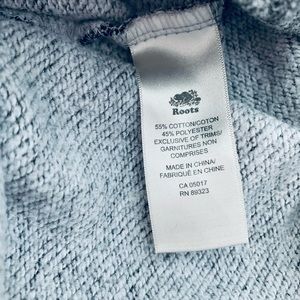 Roots
55% COTTON/COTON
45% POLYESTER
EXCLUSIVE OF TRIMS/
GARNITURES NON
COMPRISES
MADE IN CHINA/
FABRIQUÉ EN CHINE
CA 05017
RN 89323